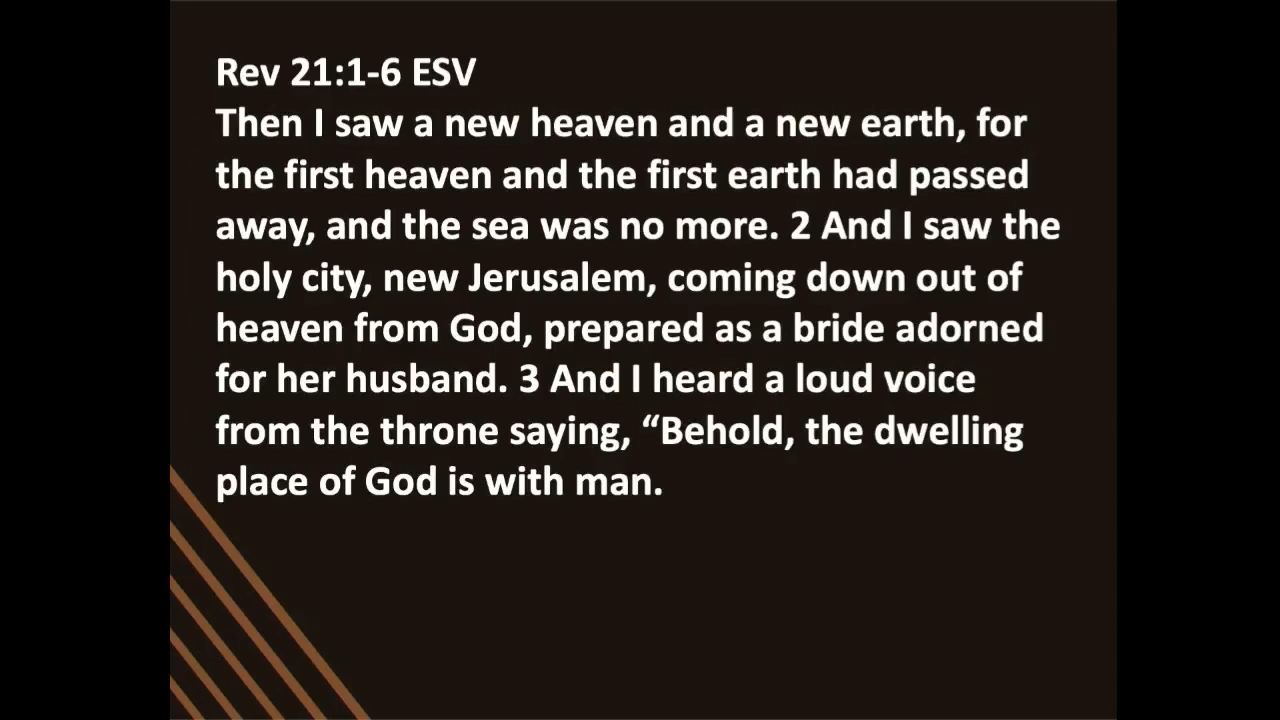 Rev 21:1-6 ESV
Then I saw a new heaven and a new earth, for
the first heaven and the first earth had passed
away, and the sea was no more. 2 And I saw the
holy city, new Jerusalem, coming down out of
heaven from God, prepared as a bride adorned
for her husband. 3 And I heard a loud voice
from the throne saying, “Behold, the dwelling
place of God is with man.